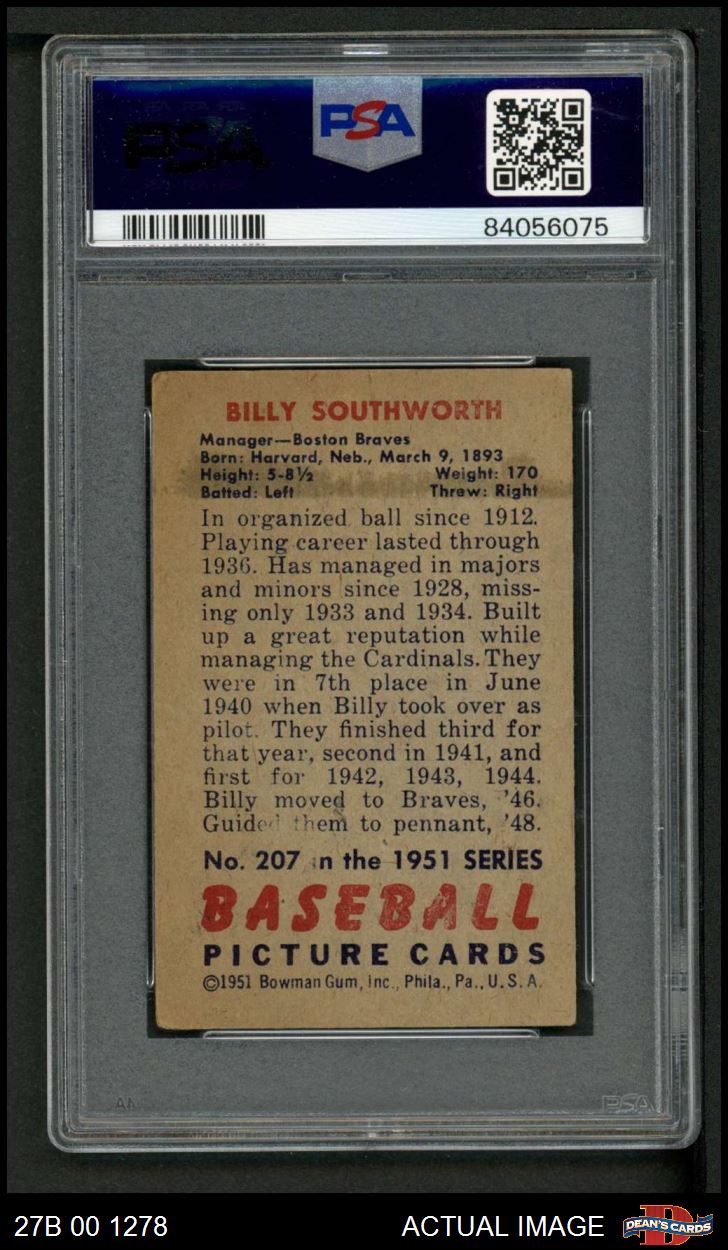 PSA
PSA
84056075
BILLY SOUTHWORTH
Manager—Boston Braves
Born: Harvard, Neb., March 9, 1893
Height: 5-8½ Weight: 170
Batted: Left Threw: Right
In organized ball since 1912.
Playing career lasted through
1936. Has managed in majors
and minors since 1928, miss-
ing only 1933 and 1934. Built
up a great reputation while
managing the Cardinals. They
were in 7th place in June
1940 when Billy took over as
pilot. They finished third for
that year, second in 1941, and
first for 1942, 1943, 1944.
Billy moved to Braves, '46.
Guided them to pennant, '48.
No. 207 in the 1951 SERIES
BASEBALL
PICTURE CARDS
©1951 Bowman Gum, Inc., Phila., Pa., U.S.A.
PSA
27B 00 1278 ACTUAL IMAGE DEAN'S CARDS